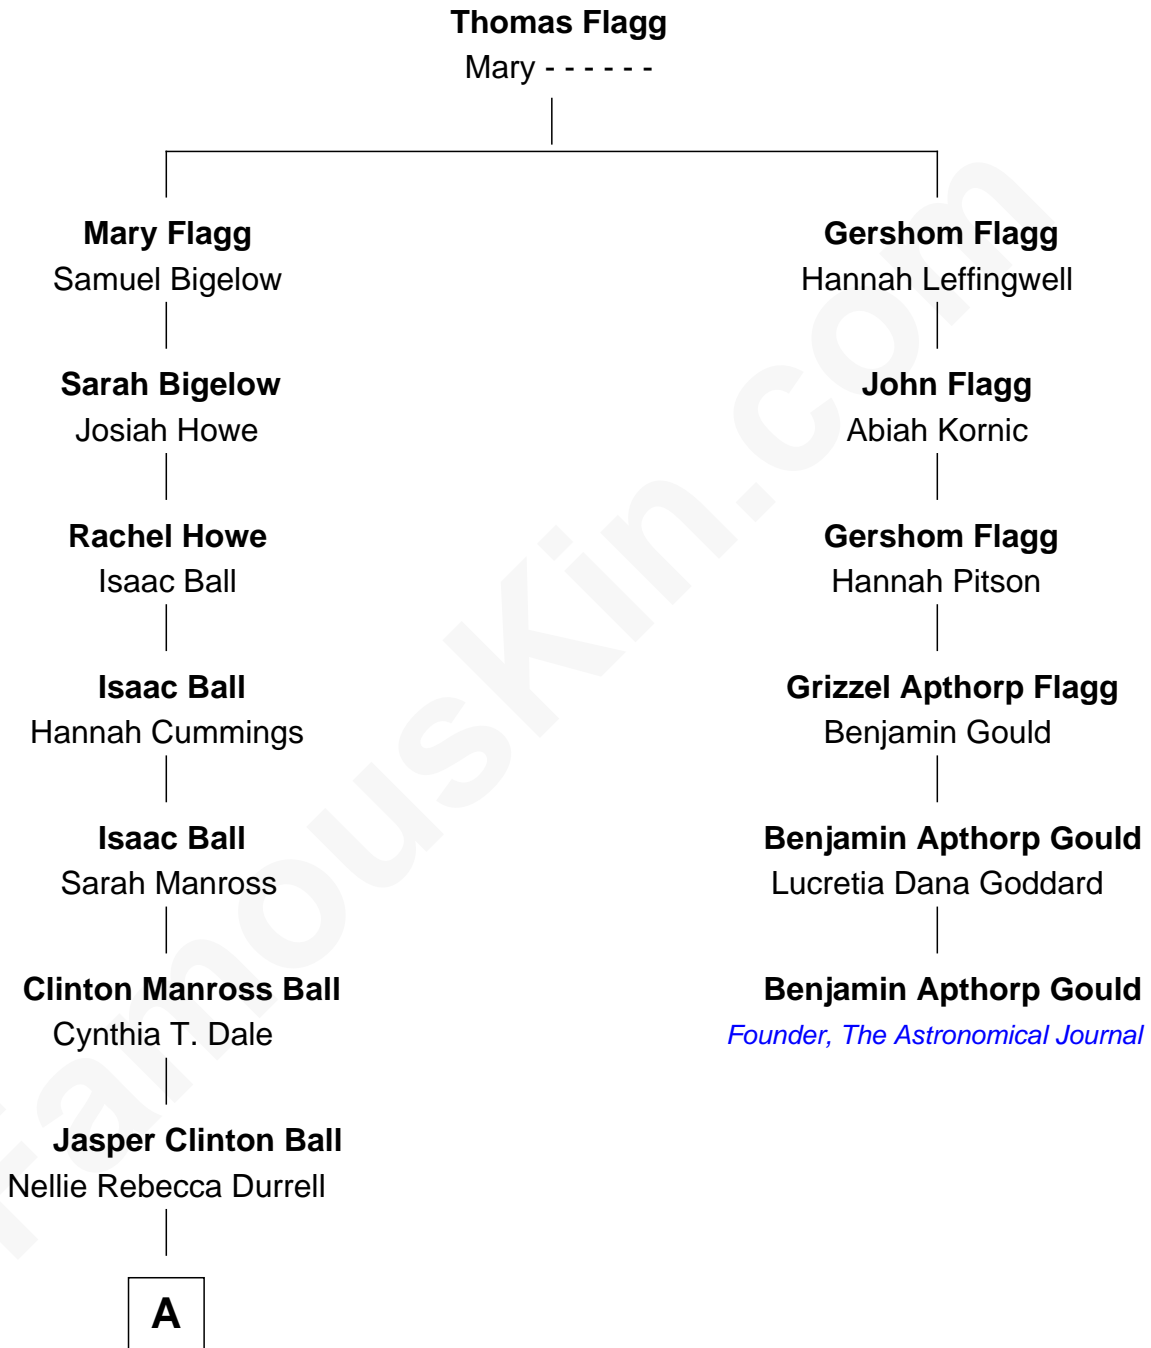 Thomas Flagg
Mary - - - - - -
Mary Flagg
Samuel Bigelow
Gershom Flagg
Hannah Leffingwell
Sarah Bigelow
Josiah Howe
John Flagg
Abiah Kornic
Rachel Howe
Isaac Ball
Gershom Flagg
Hannah Pitson
Isaac Ball
Hannah Cummings
Grizzel Apthorp Flagg
Benjamin Gould
Isaac Ball
Sarah Manross
Benjamin Apthorp Gould
Lucretia Dana Goddard
Clinton Manross Ball
Cynthia T. Dale
Benjamin Apthorp Gould
Founder, The Astronomical Journal
Jasper Clinton Ball
Nellie Rebecca Durrell
A
FamousKin.com